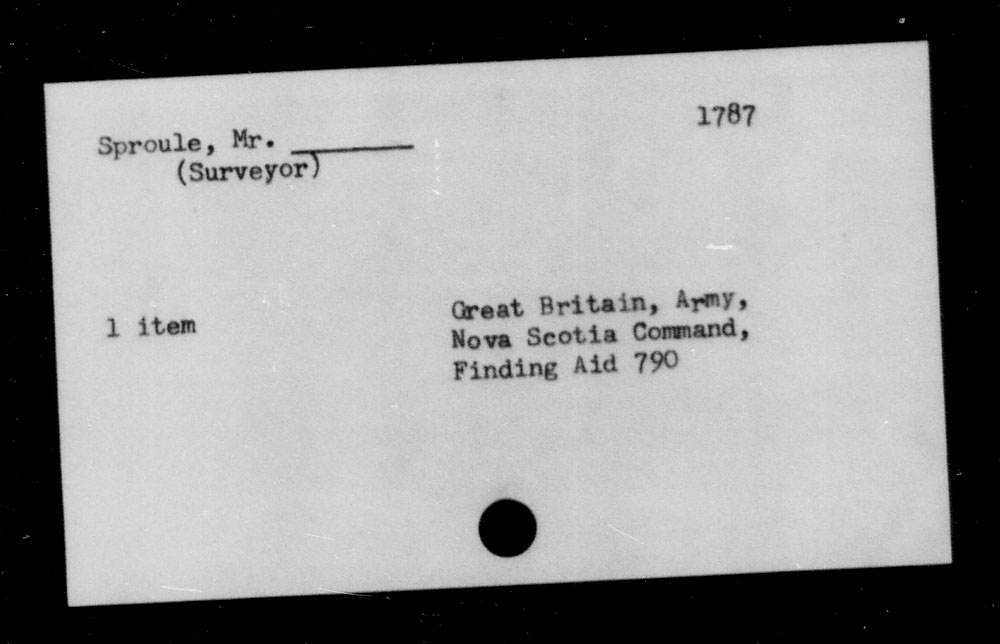 1787
Sproule, Mr. ________
(Surveyor)
1 item
Great Britain, Army,
Nova Scotia Command,
Finding Aid 790